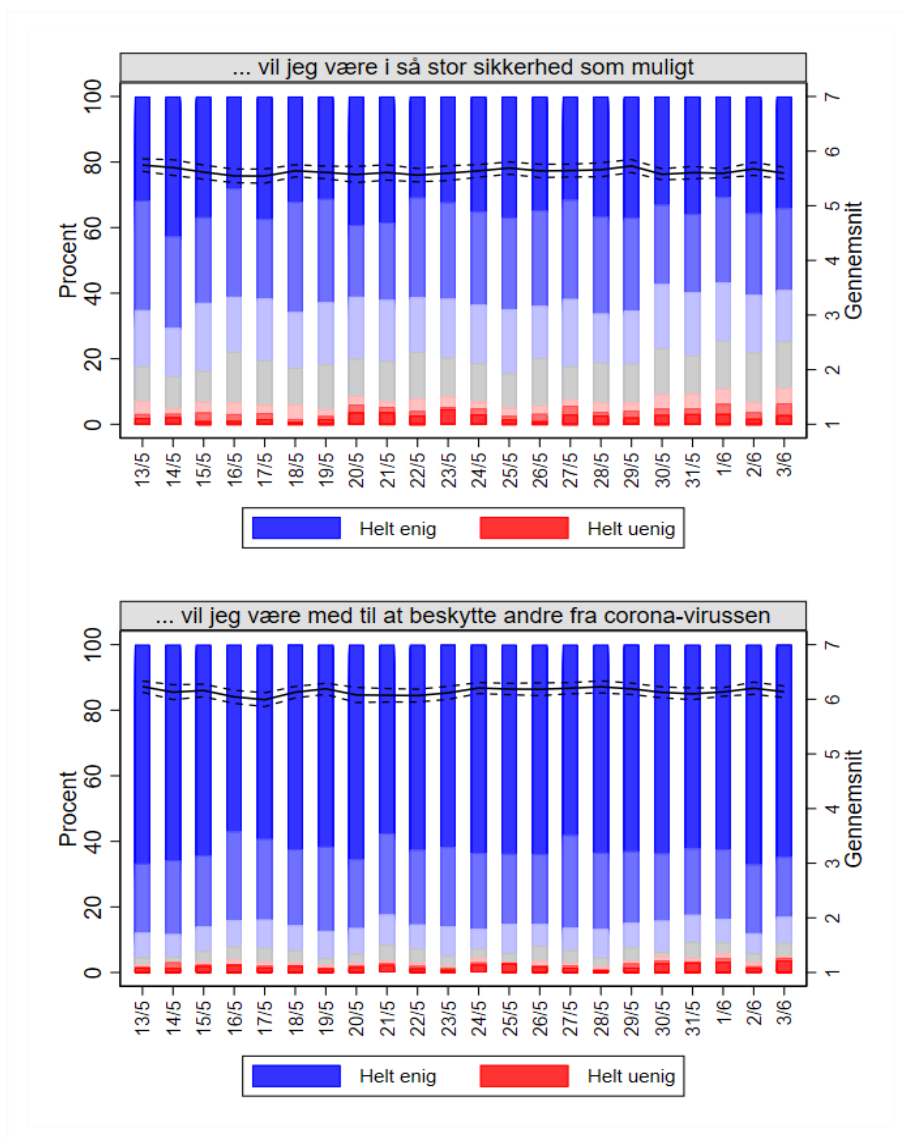 ... vil jeg være i så stor sikkerhed som muligt
Procent
100
80
60
40
20
0
7
6
5
4
3
2
1
Gennemsnit
13/5 14/5 15/5 16/5 17/5 18/5 19/5 20/5 21/5 22/5 23/5 24/5 25/5 26/5 27/5 28/5 29/5 30/5 31/5 1/6 2/6 3/6
Helt enig Helt uenig
... vil jeg være med til at beskytte andre fra corona-virussen
Procent
100
80
60
40
20
0
7
6
5
4
3
2
1
Gennemsnit
13/5 14/5 15/5 16/5 17/5 18/5 19/5 20/5 21/5 22/5 23/5 24/5 25/5 26/5 27/5 28/5 29/5 30/5 31/5 1/6 2/6 3/6
Helt enig Helt uenig